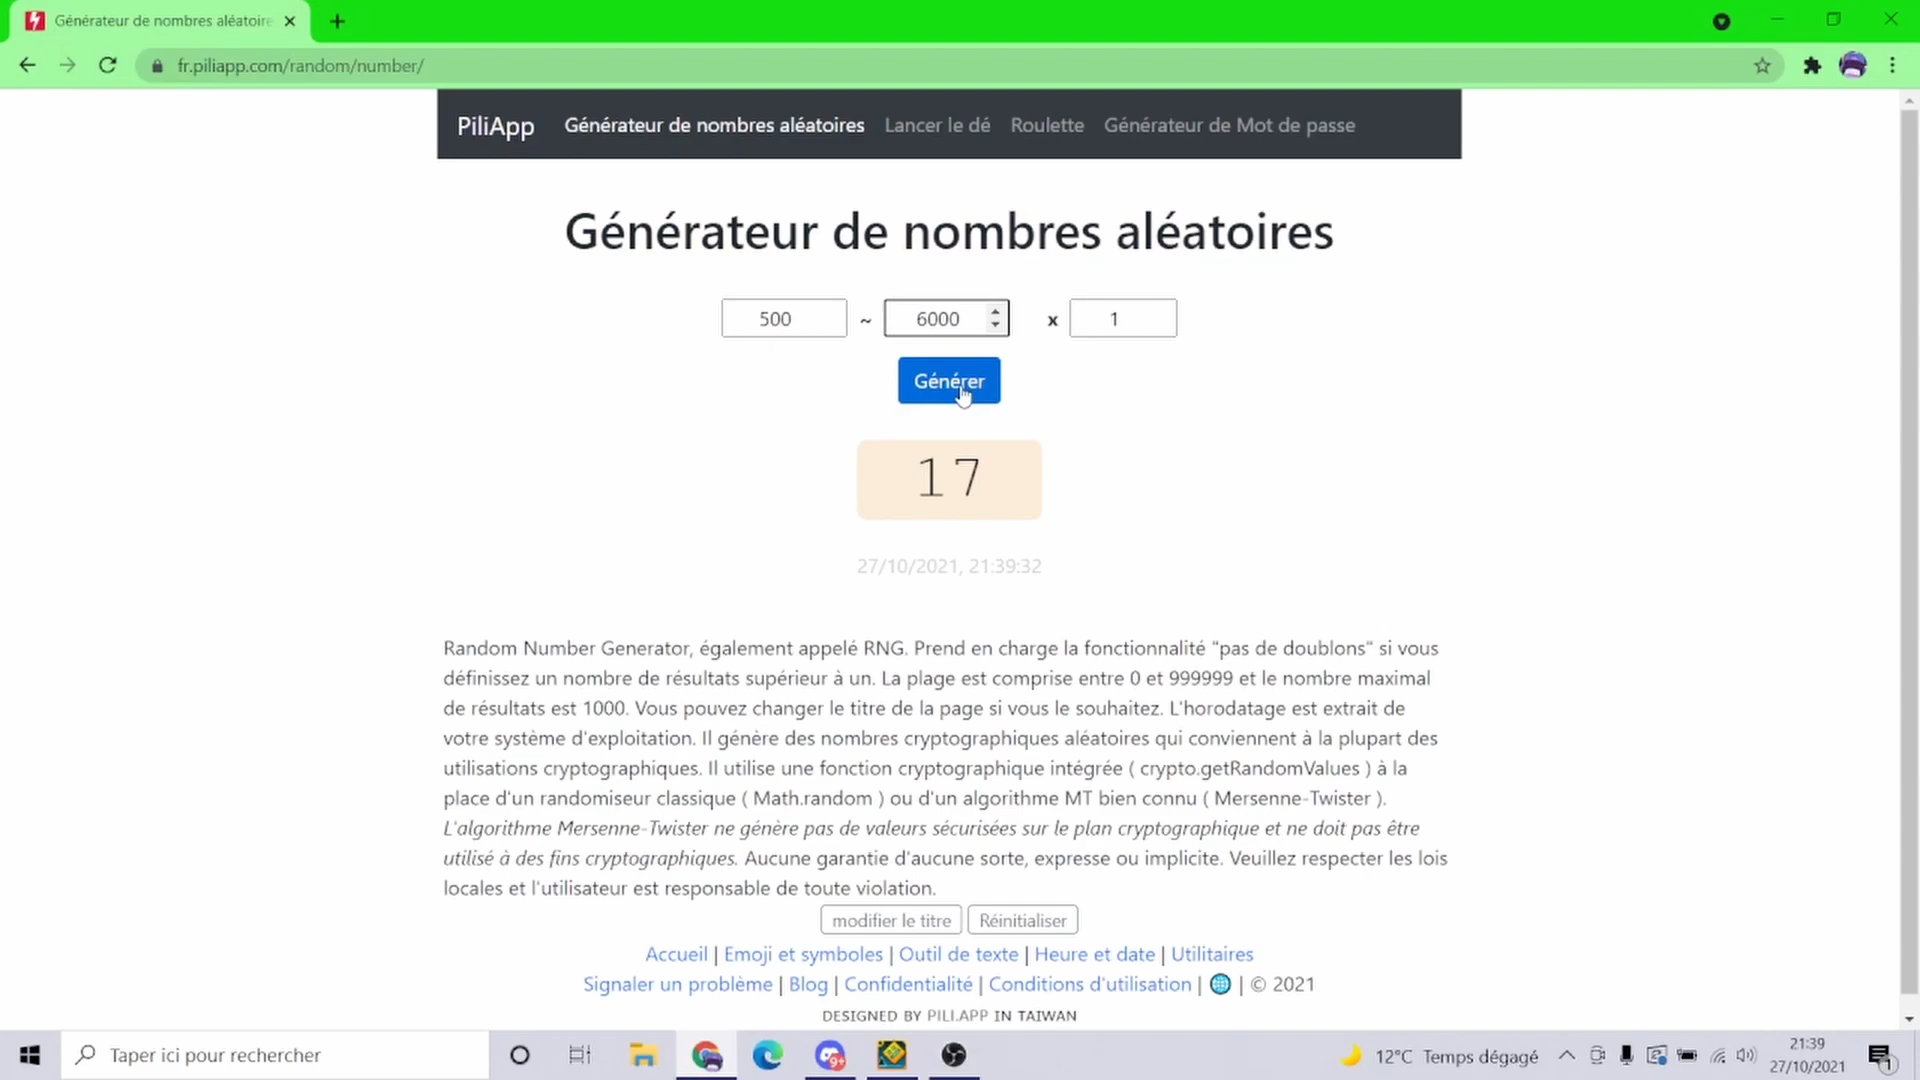 Générateur de nombres aléatoire
fr.piliapp.com/random/number/
PiliApp Générateur de nombres aléatoires Lancer le dé Roulette Générateur de Mot de passe
Générateur de nombres aléatoires
500 ~ 6000 x 1
Générer
17
27/10/2021, 21:39:32
Random Number Generator, également appelé RNG. Prend en charge la fonctionnalité "pas de doublons" si vous
définissez un nombre de résultats supérieur à un. La plage est comprise entre 0 et 999999 et le nombre maximal
de résultats est 1000. Vous pouvez changer le titre de la page si vous le souhaitez. L'horodatage est extrait de
votre système d'exploitation. Il génère des nombres cryptographiques aléatoires qui conviennent à la plupart des
utilisations cryptographiques. Il utilise une fonction cryptographique intégrée ( crypto.getRandomValues ) à la
place d'un randomiseur classique ( Math.random ) ou d'un algorithme MT bien connu ( Mersenne-Twister ).
L'algorithme Mersenne-Twister ne génère pas de valeurs sécurisées sur le plan cryptographique et ne doit pas être
utilisé à des fins cryptographiques. Aucune garantie d'aucune sorte, expresse ou implicite. Veuillez respecter les lois
locales et l'utilisateur est responsable de toute violation.
modifier le titre Réinitialiser
Accueil | Emoji et symboles | Outil de texte | Heure et date | Utilitaires
Signaler un problème | Blog | Confidentialité | Conditions d'utilisation | | © 2021
DESIGNED BY PILI.APP IN TAIWAN
Taper ici pour rechercher
9+
12°C Temps dégagé
21:39
27/10/2021
1